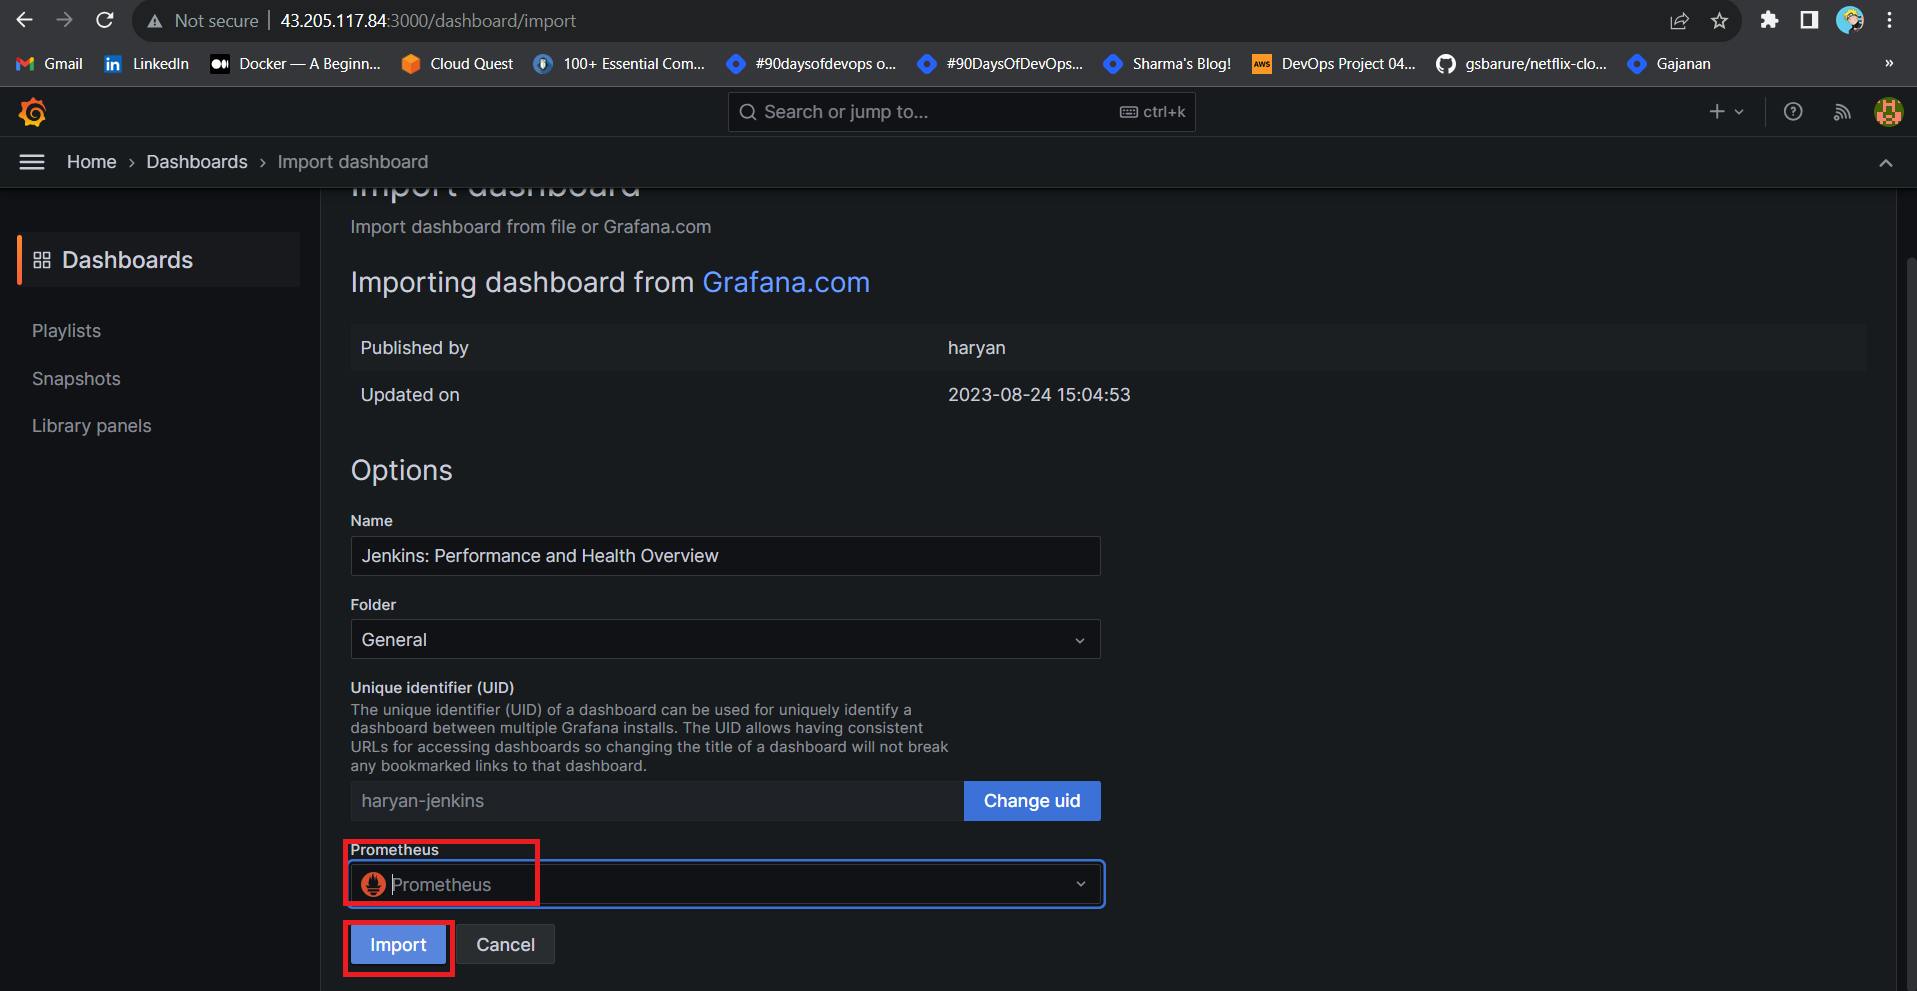 Not secure | 43.205.117.84:3000/dashboard/import
Gmail LinkedIn Docker — A Beginn... Cloud Quest 100+ Essential Com... #90daysofdevops o... #90DaysOfDevOps... Sharma's Blog! aws DevOps Project 04... gsbarure/netflix-clo... Gajanan »
Search or jump to... ctrl+k
Home › Dashboards › Import dashboard
Import dashboard
Import dashboard from file or Grafana.com
Dashboards
Playlists
Snapshots
Library panels
Importing dashboard from Grafana.com
Published by haryan
Updated on 2023-08-24 15:04:53
Options
Name
Jenkins: Performance and Health Overview
Folder
General
Unique identifier (UID)
The unique identifier (UID) of a dashboard can be used for uniquely identify a
dashboard between multiple Grafana installs. The UID allows having consistent
URLs for accessing dashboards so changing the title of a dashboard will not break
any bookmarked links to that dashboard.
haryan-jenkins Change uid
Prometheus
Prometheus
Import Cancel